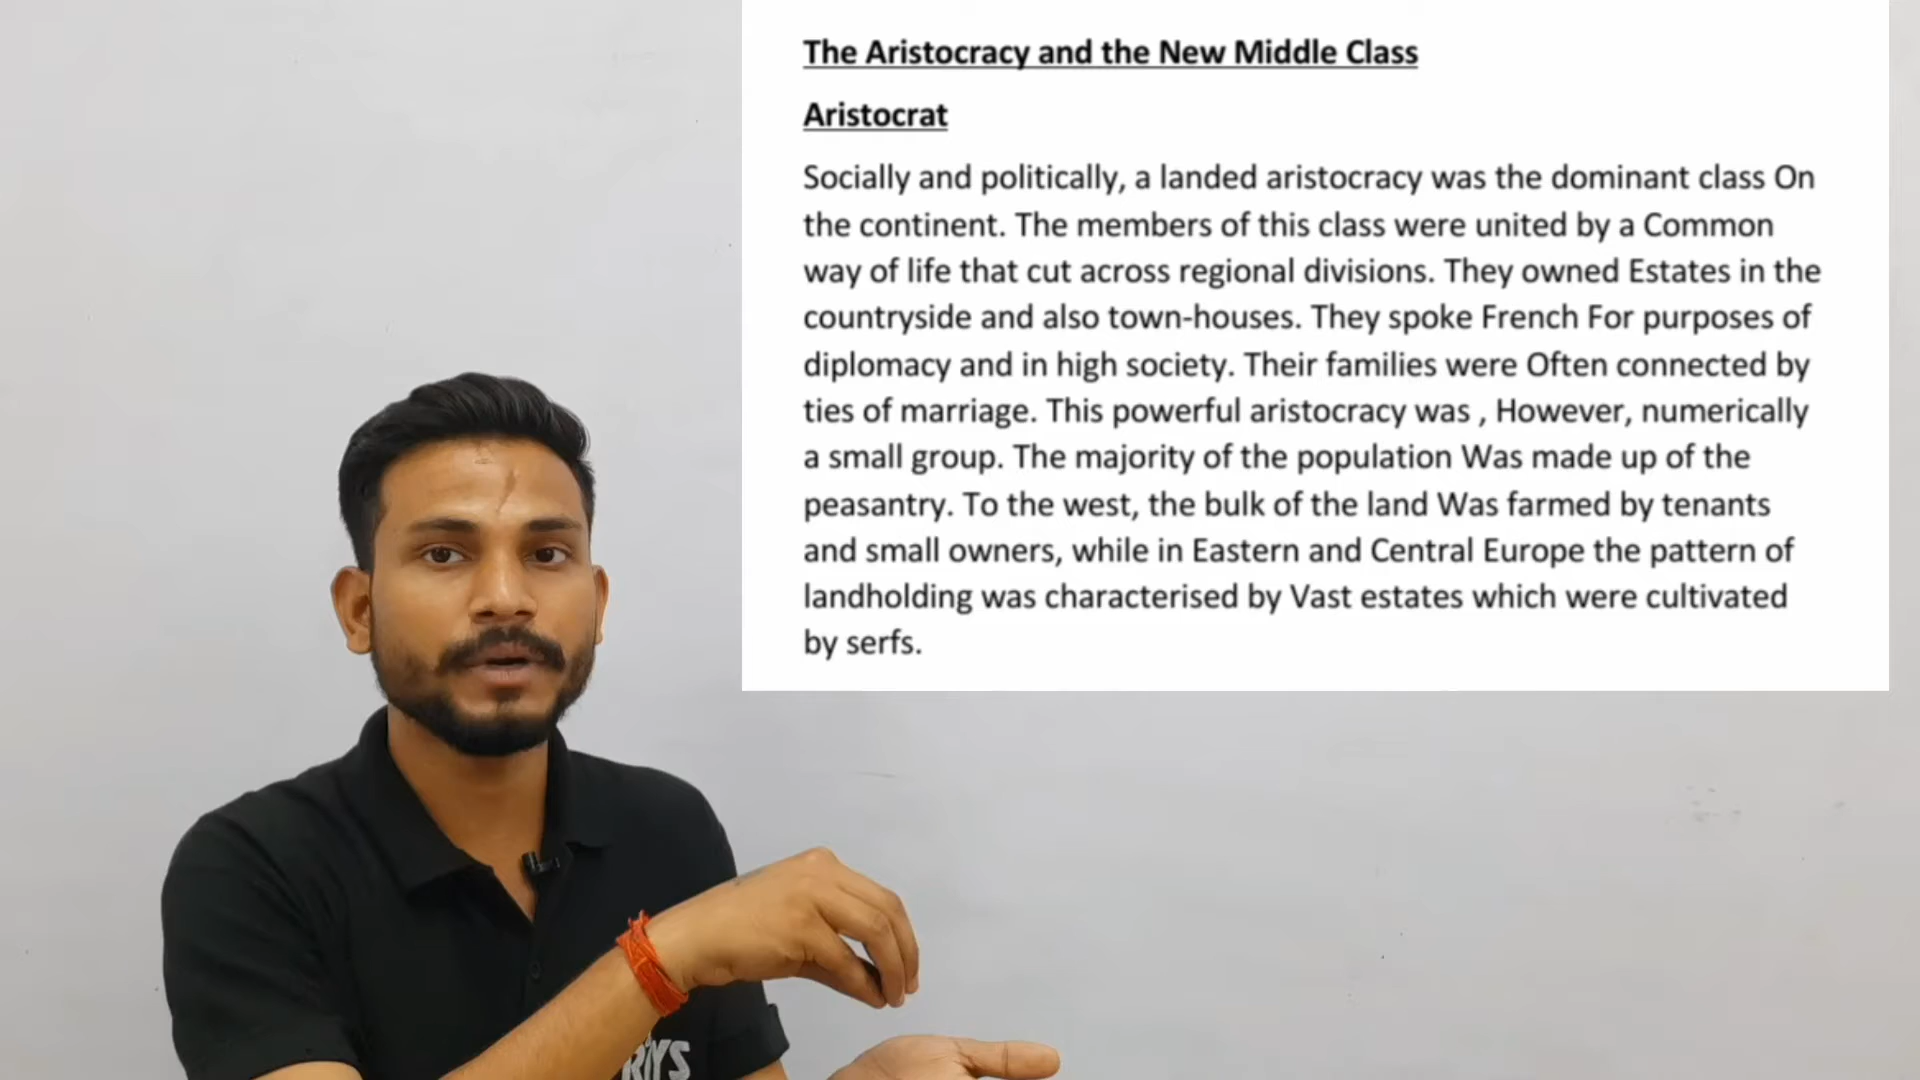 The Aristocracy and the New Middle Class
Aristocrat
Socially and politically, a landed aristocracy was the dominant class On
the continent. The members of this class were united by a Common
way of life that cut across regional divisions. They owned Estates in the
countryside and also town-houses. They spoke French For purposes of
diplomacy and in high society. Their families were Often connected by
ties of marriage. This powerful aristocracy was , However, numerically
a small group. The majority of the population Was made up of the
peasantry. To the west, the bulk of the land Was farmed by tenants
and small owners, while in Eastern and Central Europe the pattern of
landholding was characterised by Vast estates which were cultivated
by serfs.